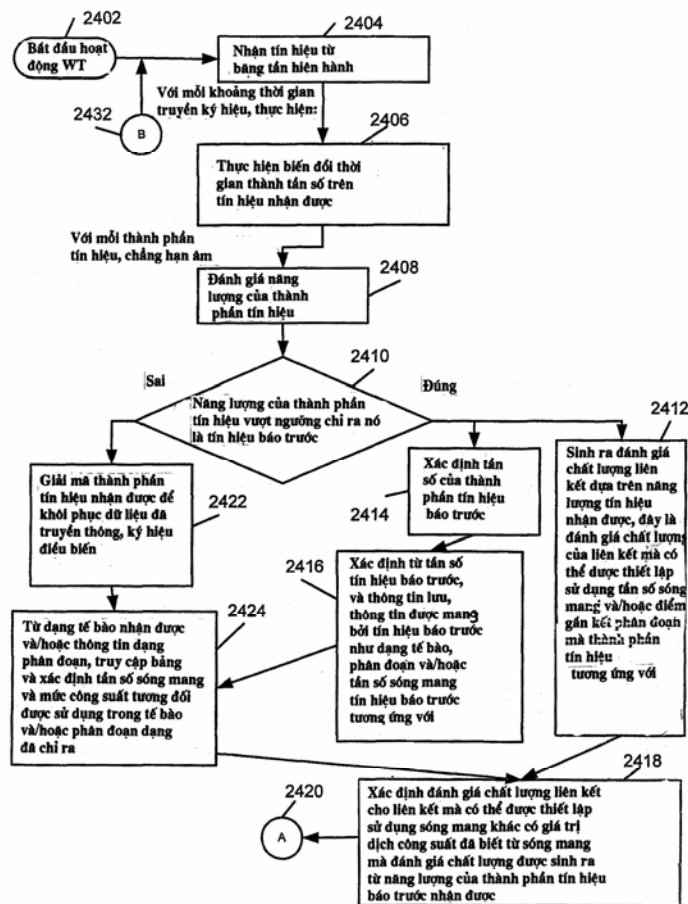 2402
Bắt đầu hoạt
động WT
2404
Nhận tín hiệu từ
băng tần hiện hành
2432
B
Với mỗi khoảng thời gian
truyền ký hiệu, thực hiện:
2406
Thực hiện biến đổi thời
gian thành tần số trên
tín hiệu nhận được
Với mỗi thành phần
tín hiệu, chẳng hạn âm
2408
Đánh giá năng
lượng của thành
phần tín hiệu
2410
Sai
Đúng
Năng lượng của thành phần
tín hiệu vượt ngưỡng chỉ ra nó
là tín hiệu báo trước
2422
Giải mã thành phần
tín hiệu nhận được để
khôi phục dữ liệu đã
truyền thông, ký hiệu
điều biến
2414
Xác định tần
số của thành
phần tín hiệu
báo trước
2412
Sinh ra đánh giá
chất lượng liên
kết dựa trên năng
lượng tín hiệu
nhận được, đây là
đánh giá chất lượng
của liên kết mà có
thể được thiết lập
sử dụng tần số sóng
mang và/hoặc điểm
gắn kết phân đoạn
mà thành phần
tín hiệu
tương ứng với
2416
Xác định từ tần số
tín hiệu báo trước,
và thông tin lưu,
thông tin được mang
bởi tín hiệu báo trước
như dạng tế bào,
phân đoạn và/hoặc
tần số sóng mang
tín hiệu báo trước
tương ứng với
2424
Từ dạng tế bào nhận được
và/hoặc thông tin dạng
phân đoạn, truy cập bảng
và xác định tần số sóng mang
và mức công suất tương đối
được sử dụng trong tế bào
và/hoặc phân đoạn dạng
đã chỉ ra
2418
Xác định đánh giá chất lượng liên kết
cho liên kết mà có thể được thiết lập
sử dụng sóng mang khác có giá trị
dịch công suất đã biết từ sóng mang
mà đánh giá chất lượng được sinh ra
từ năng lượng của thành phần tín hiệu
báo trước nhận được
2420
A